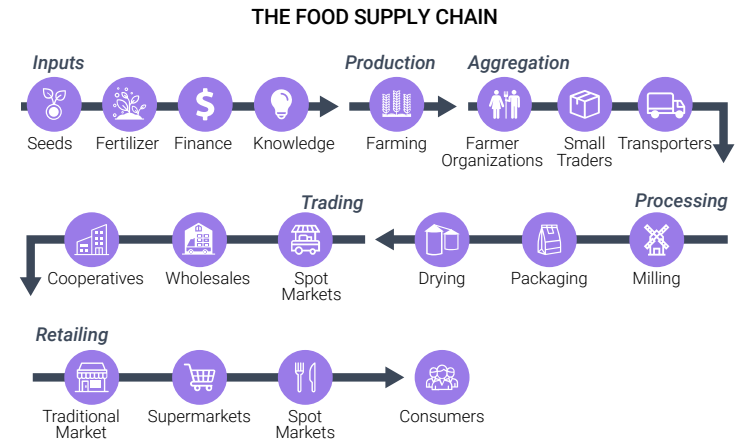 THE FOOD SUPPLY CHAIN
Inputs
Production
Aggregation
$
Seeds
Fertilizer
Finance
Knowledge
Farming
Farmer
Organizations
Small
Traders
Transporters
Trading
Processing
Cooperatives
Wholesales
Spot
Markets
Drying
Packaging
Milling
Retailing
Traditional
Market
Supermarkets
Spot
Markets
Consumers